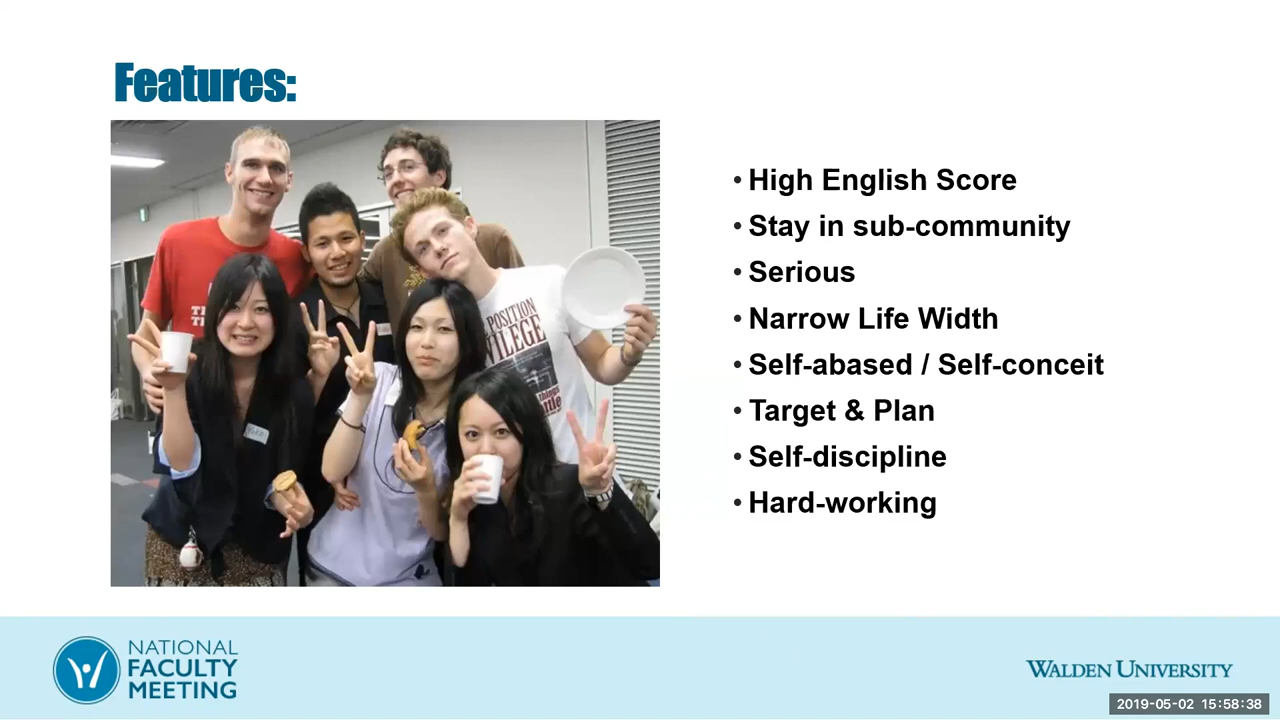 Features:
• High English Score
• Stay in sub-community
• Serious
• Narrow Life Width
• Self-abased / Self-conceit
• Target & Plan
• Self-discipline
• Hard-working
POSITION
NATIONAL
FACULTY
MEETING
WALDEN UNIVERSITY
2019-05-02 15:58:38